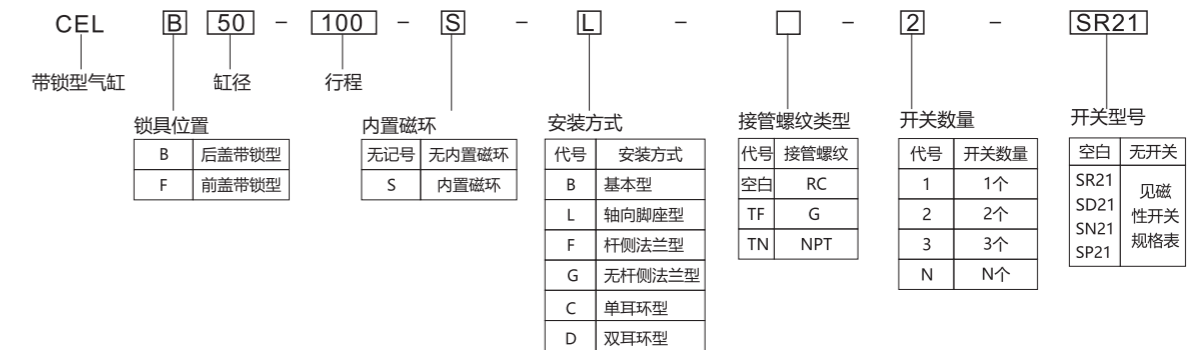 CEL B 50 - 100 - S - L - - 2 - SR21
带锁型气缸 缸径 行程
锁具位置
B 后盖带锁型
F 前盖带锁型
内置磁环
无记号 无内置磁环
S 内置磁环
安装方式
代号 安装方式
B 基本型
L 轴向脚座型
F 杆侧法兰型
G 无杆侧法兰型
C 单耳环型
D 双耳环型
接管螺纹类型
代号 接管螺纹
空白 RC
TF G
TN NPT
开关数量
代号 开关数量
1 1个
2 2个
3 3个
N N个
开关型号
空白 无开关
SR21
SD21
SN21
SP21
见磁
性开关
规格表